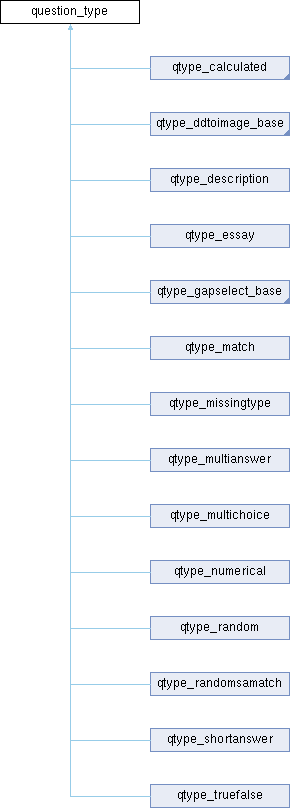 question_type
qtype_calculated
qtype_ddtoimage_base
qtype_description
qtype_essay
qtype_gapselect_base
qtype_match
qtype_missingtype
qtype_multianswer
qtype_multichoice
qtype_numerical
qtype_random
qtype_randomsamatch
qtype_shortanswer
qtype_truefalse